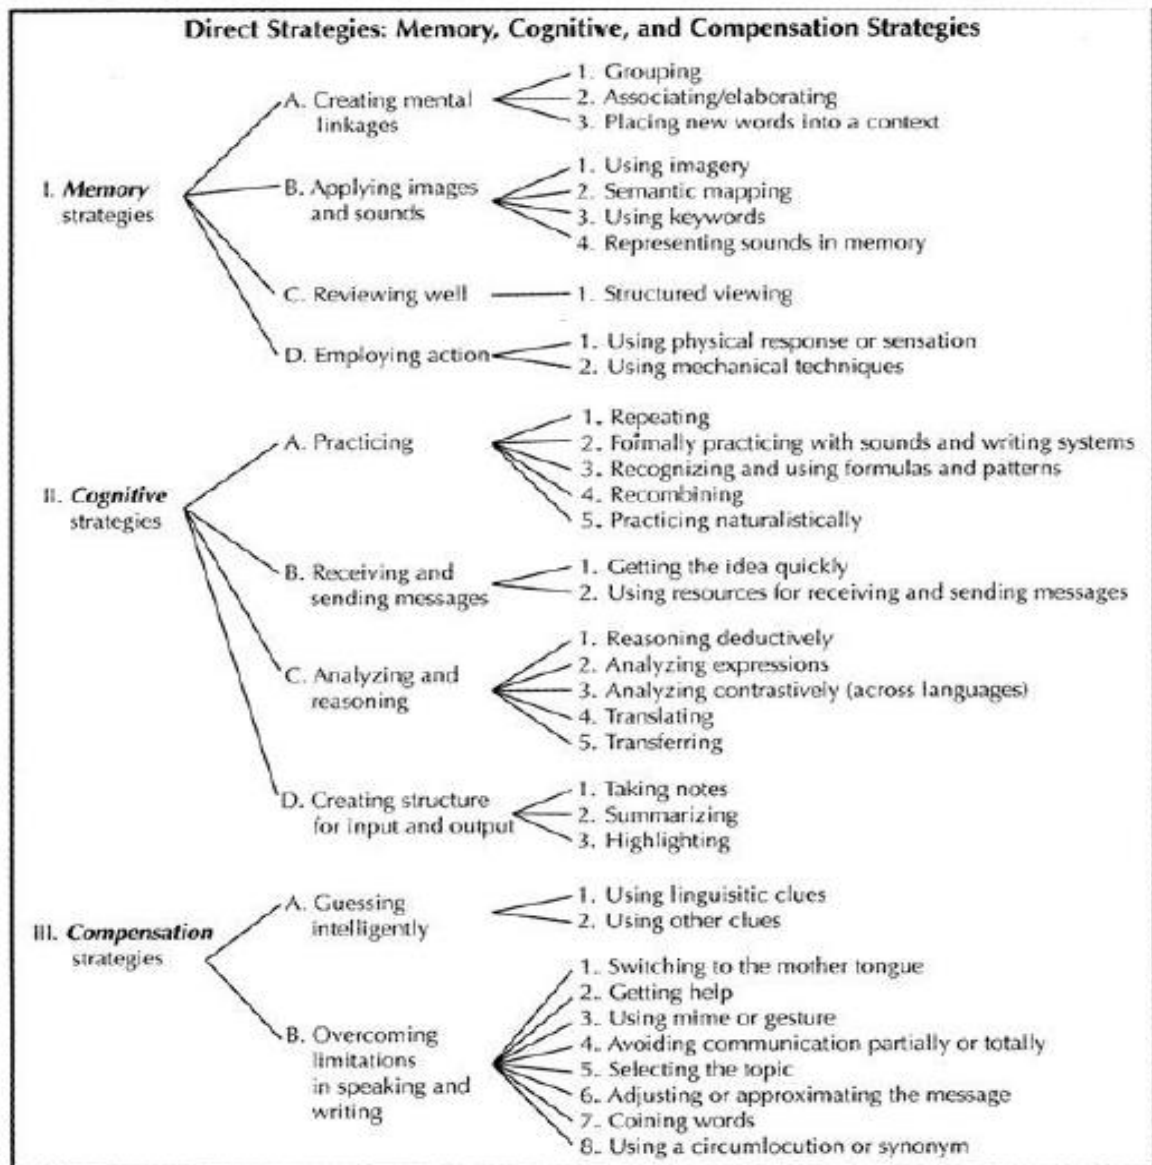 Direct Strategies: Memory, Cognitive, and Compensation Strategies
I. Memory
strategies
A. Creating mental
linkages
1. Grouping
2. Associating/elaborating
3. Placing new words into a context
B. Applying images
and sounds
1. Using imagery
2. Semantic mapping
3. Using keywords
4. Representing sounds in memory
C. Reviewing well
1. Structured viewing
D. Employing action
1. Using physical response or sensation
2. Using mechanical techniques
II. Cognitive
strategies
A. Practicing
1. Repeating
2. Formally practicing with sounds and writing systems
3. Recognizing and using formulas and patterns
4. Recombining
5. Practicing naturalistically
B. Receiving and
sending messages
1. Getting the idea quickly
2. Using resources for receiving and sending messages
C. Analyzing and
reasoning
1. Reasoning deductively
2. Analyzing expressions
3. Analyzing contrastively (across languages)
4. Translating
5. Transferring
D. Creating structure
for input and output
1. Taking notes
2. Summarizing
3. Highlighting
III. Compensation
strategies
A. Guessing
intelligently
1. Using linguisitic clues
2. Using other clues
B. Overcoming
limitations
in speaking and
writing
1. Switching to the mother tongue
2. Getting help
3. Using mime or gesture
4. Avoiding communication partially or totally
5. Selecting the topic
6. Adjusting or approximating the message
7. Coining words
8. Using a circumlocution or synonym